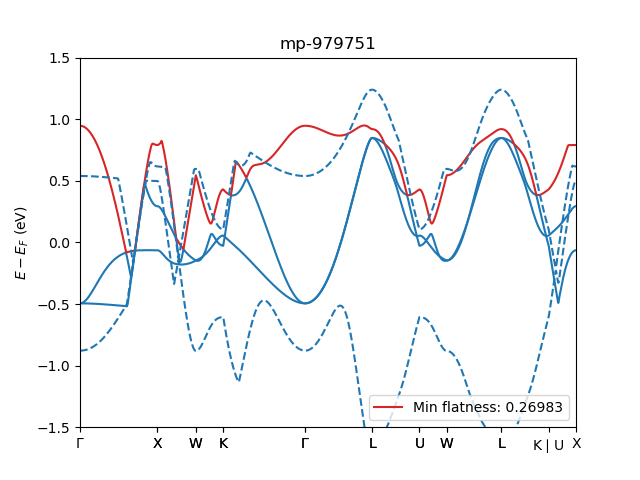 mp-979751
1.5
1.0
0.5
0.0
−0.5
−1.0
−1.5
E − E_F (eV)
Min flatness: 0.26983
Γ X W K Γ L U W L K | U X